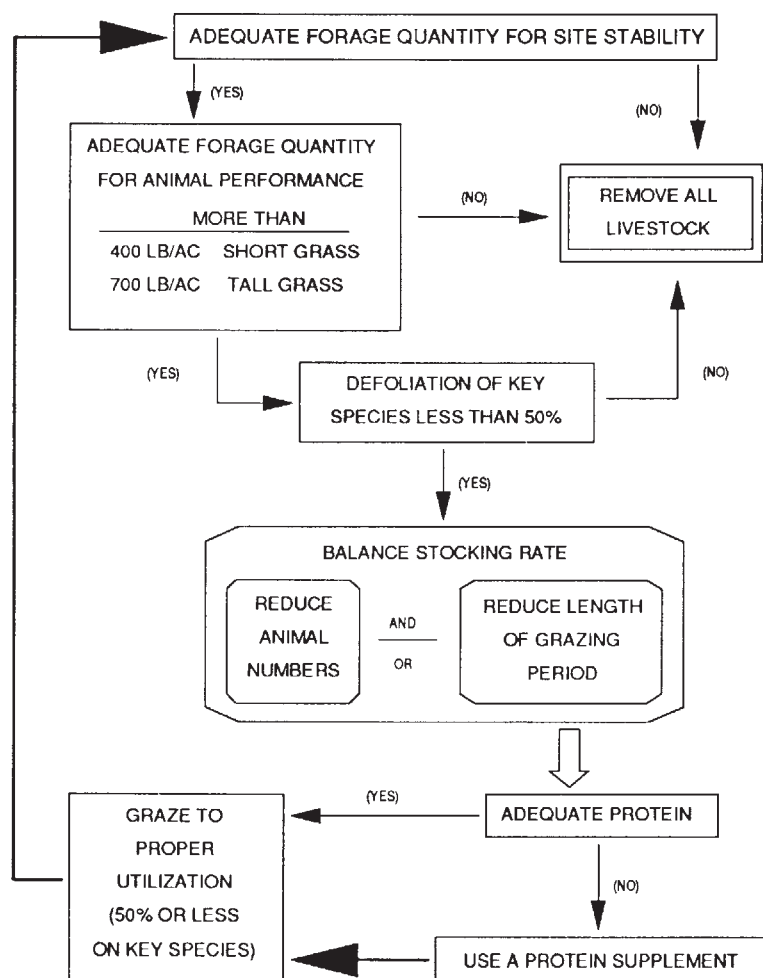 ADEQUATE FORAGE QUANTITY FOR SITE STABILITY
(YES)
(NO)
ADEQUATE FORAGE QUANTITY
FOR ANIMAL PERFORMANCE
MORE THAN
400 LB/AC SHORT GRASS
700 LB/AC TALL GRASS
(NO)
REMOVE ALL
LIVESTOCK
(YES)
DEFOLIATION OF KEY
SPECIES LESS THAN 50%
(NO)
(YES)
BALANCE STOCKING RATE
REDUCE
ANIMAL
NUMBERS
AND
OR
REDUCE LENGTH
OF GRAZING
PERIOD
ADEQUATE PROTEIN
(YES)
(NO)
GRAZE TO
PROPER
UTILIZATION
(50% OR LESS
ON KEY SPECIES)
USE A PROTEIN SUPPLEMENT